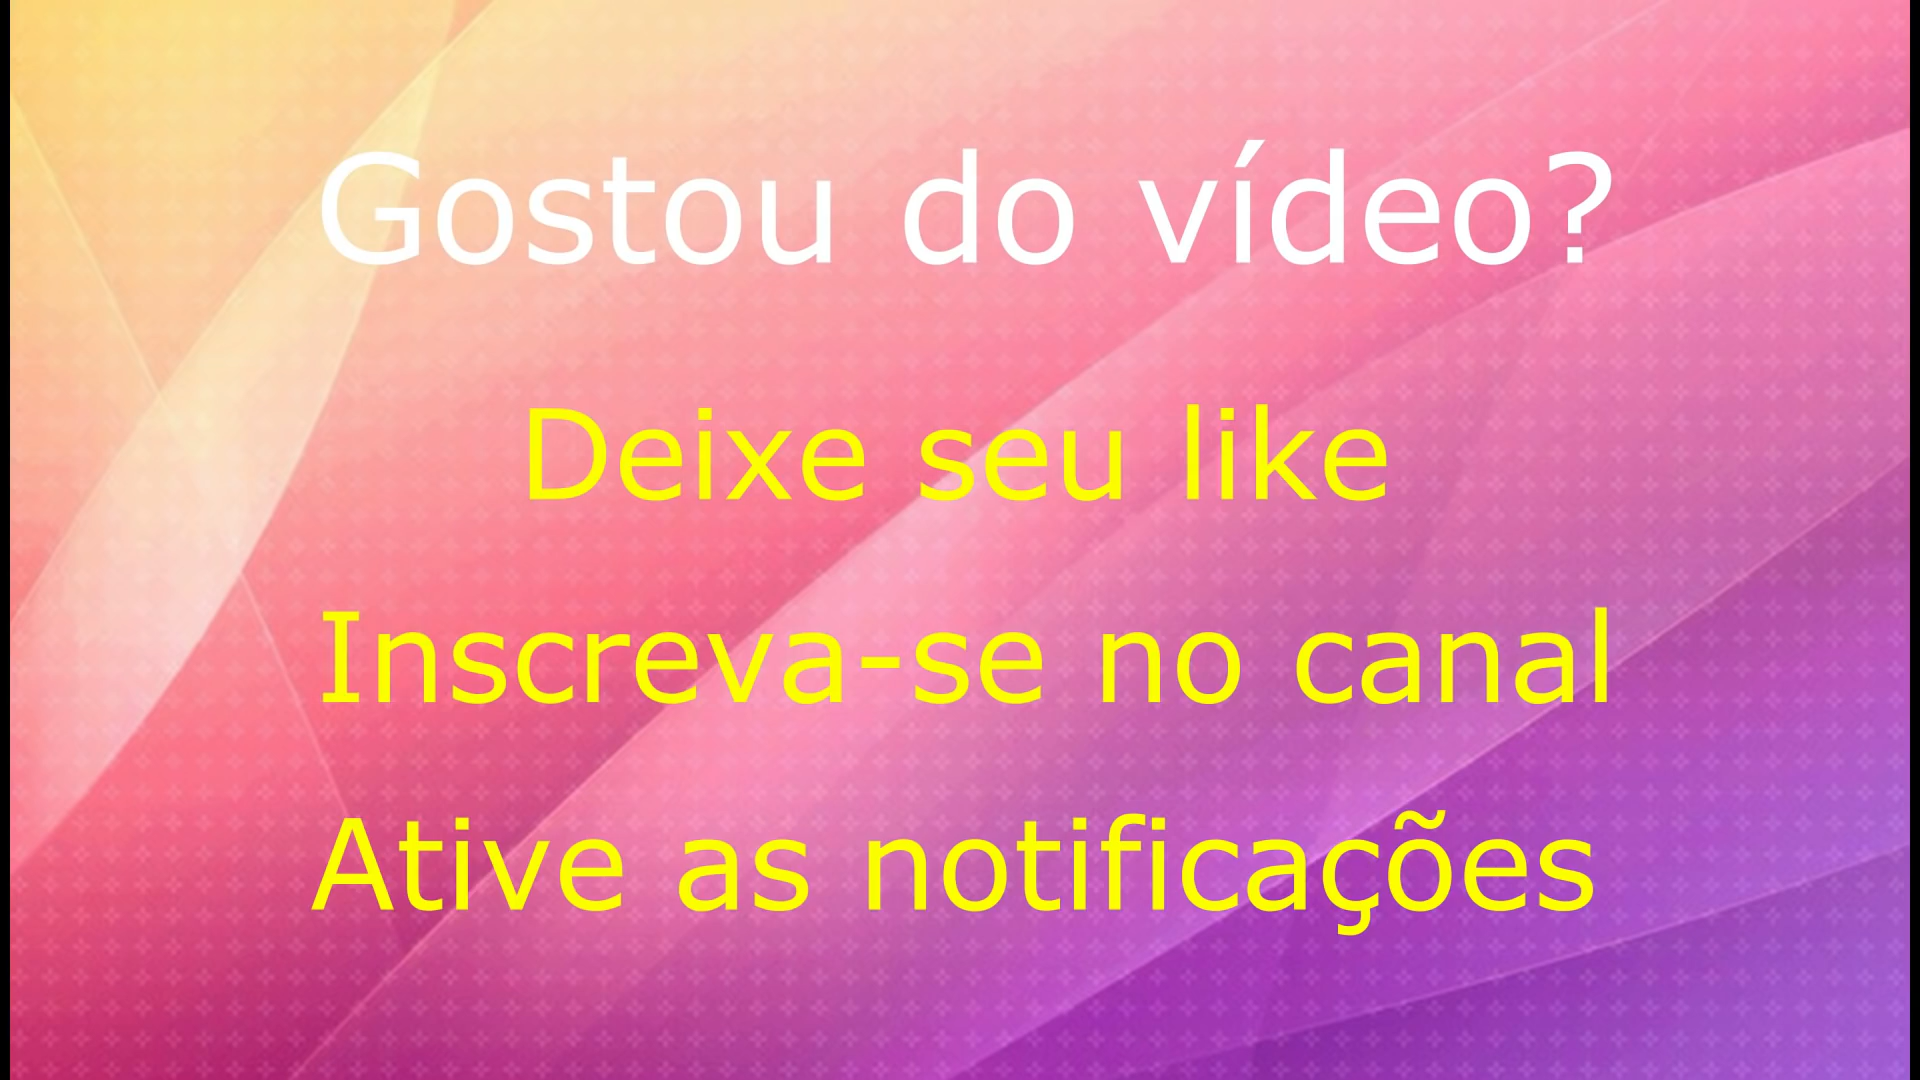 Gostou do vídeo?
Deixe seu like
Inscreva-se no canal
Ative as notificações